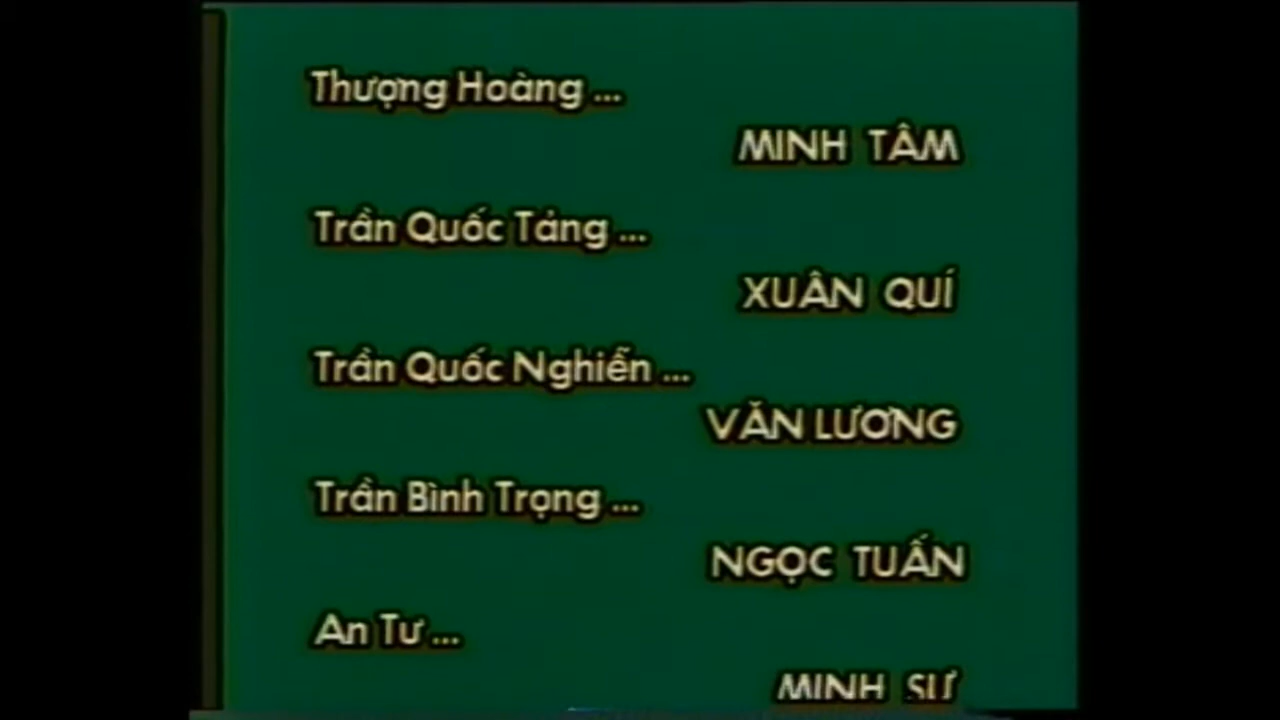 Thượng Hoàng ...
MINH TÂM
Trần Quốc Tảng ...
XUÂN QUÍ
Trần Quốc Nghiễn ...
VĂN LƯƠNG
Trần Bình Trọng ...
NGỌC TUẤN
An Tư ...
MINH